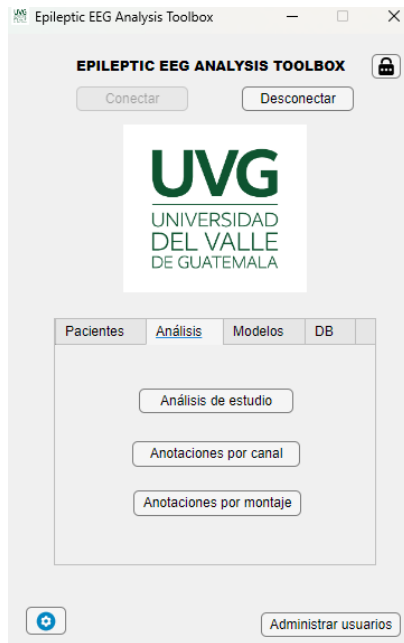 Epileptic EEG Analysis Toolbox
EPILEPTIC EEG ANALYSIS TOOLBOX
Conectar Desconectar
UVG
UNIVERSIDAD
DEL VALLE
DE GUATEMALA
Pacientes Análisis Modelos DB
Análisis de estudio
Anotaciones por canal
Anotaciones por montaje
Administrar usuarios